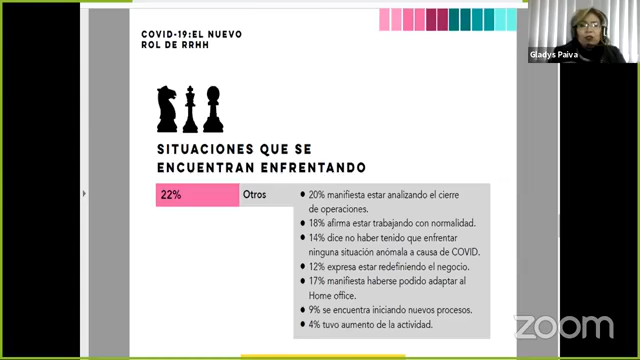 COVID-19:EL NUEVO
ROL DE RRHH
Gladys Paiva
SITUACIONES QUE SE
ENCUENTRAN ENFRENTANDO
22%
Otros
• 20% manifiesta estar analizando el cierre
de operaciones.
• 18% afirma estar trabajando con normalidad.
• 14% dice no haber tenido que enfrentar
ninguna situación anómala a causa de COVID.
• 12% expresa estar redefiniendo el negocio.
• 17% manifiesta haberse podido adaptar al
Home office.
• 9% se encuentra iniciando nuevos procesos.
• 4% tuvo aumento de la actividad.
zoom